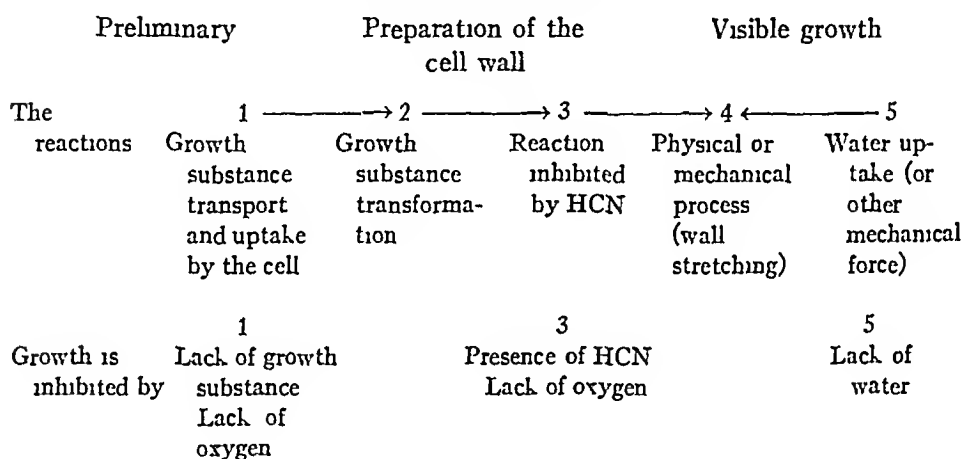 Preliminary Preparation of the Visible growth
cell wall
The 1 → 2 → 3 → 4 ← 5
reactions Growth Growth Reaction Physical or Water up-
substance substance inhibited mechanical take (or
transport transforma- by HCN process other
and uptake tion (wall mechanical
by the cell stretching) force)
1 3 5
Growth is Lack of growth Presence of HCN Lack of
inhibited by substance Lack of oxygen water
Lack of
oxygen